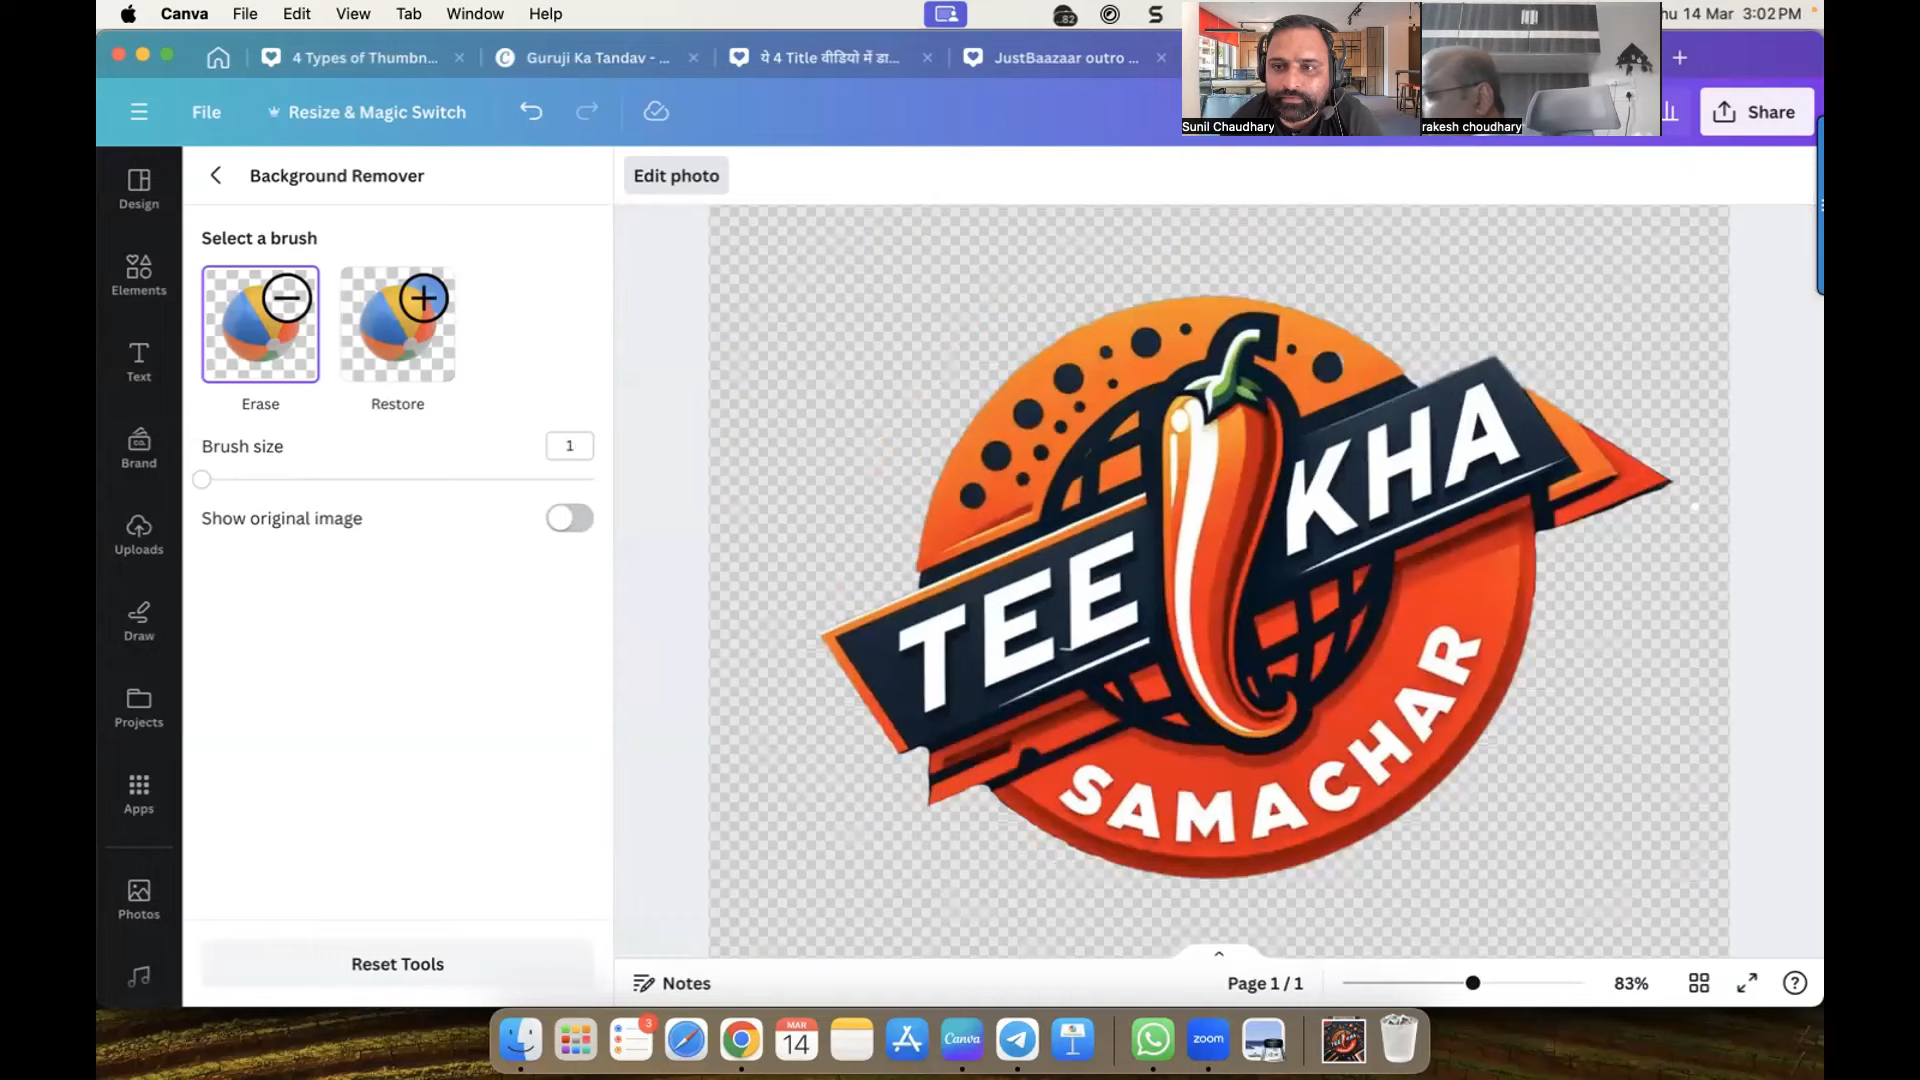 Canva File Edit View Tab Window Help
.82
Thu 14 Mar 3:02 PM
4 Types of Thumbn...
Guruji Ka Tandav - ...
ये 4 Title वीडियो में डा...
JustBaazaar outro ...
File
Resize & Magic Switch
Share
Sunil Chaudhary
rakesh choudhary
Design
Elements
Text
Brand
Uploads
Draw
Projects
Apps
Photos
Background Remover
Select a brush
Erase
Restore
Brush size
1
Show original image
Reset Tools
Edit photo
TEE KHA
SAMACHAR
Notes
Page 1 / 1
83%
3
MAR
14
Canva
zoom